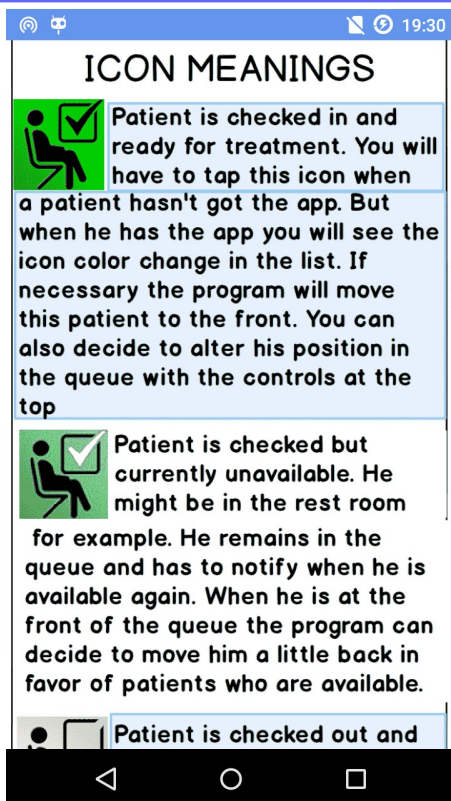 19:30
ICON MEANINGS
Patient is checked in and
ready for treatment. You will
have to tap this icon when
a patient hasn't got the app. But
when he has the app you will see the
icon color change in the list. If
necessary the program will move
this patient to the front. You can
also decide to alter his position in
the queue with the controls at the
top
Patient is checked but
currently unavailable. He
might be in the rest room
for example. He remains in the
queue and has to notify when he is
available again. When he is at the
front of the queue the program can
decide to move him a little back in
favor of patients who are available.
Patient is checked out and